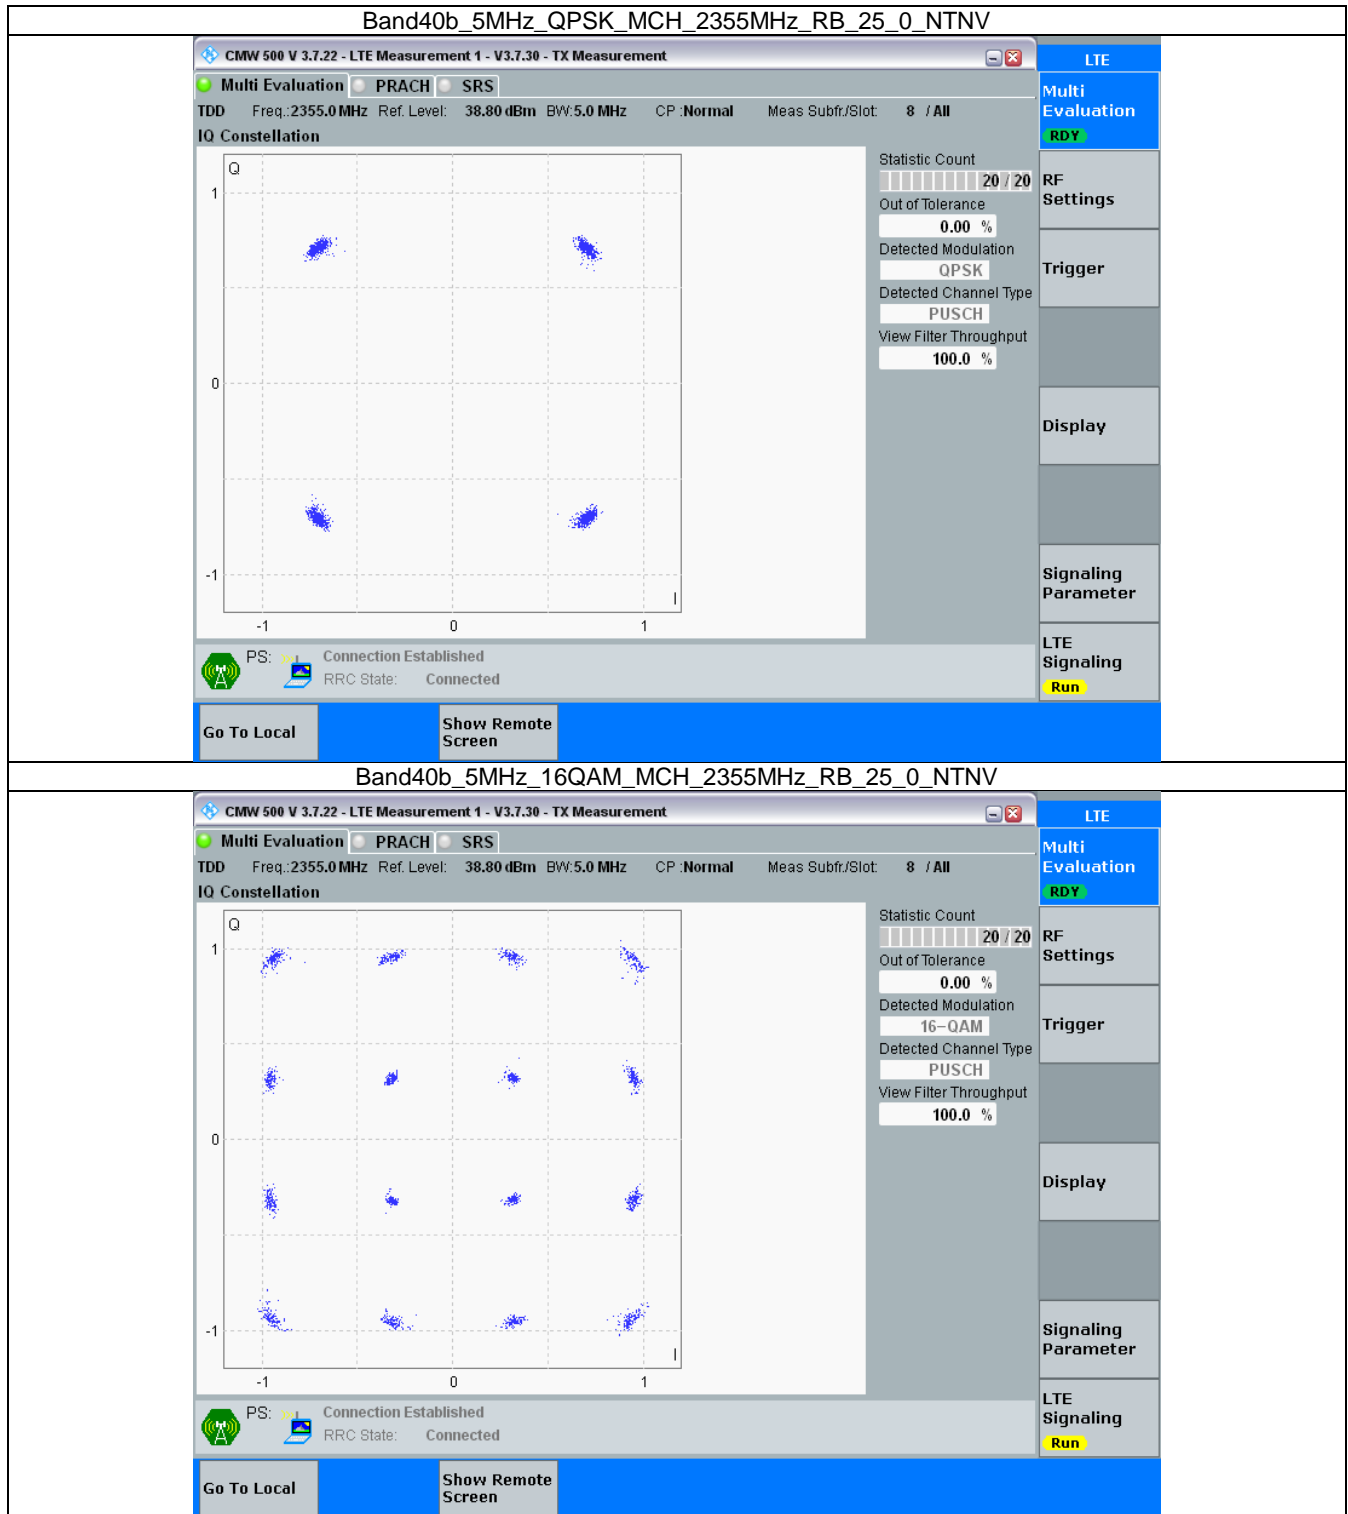 Band40b_5MHz_QPSK_MCH_2355MHz_RB_25_0_NTNV
CMW 500 V 3.7.22 - LTE Measurement 1 - V3.7.30 - TX Measurement
LTE
Multi Evaluation PRACH SRS
Multi
Evaluation
RDY
TDD Freq.:2355.0 MHz Ref. Level: 38.80 dBm BW:5.0 MHz CP :Normal Meas Subfr./Slot: 8 / All
IQ Constellation
Q
1
0
-1
I
-1 0 1
Statistic Count
20 / 20
Out of Tolerance
0.00 %
Detected Modulation
QPSK
Detected Channel Type
PUSCH
View Filter Throughput
100.0 %
RF
Settings
Trigger
Display
Signaling
Parameter
LTE
Signaling
Run
PS: Connection Established
RRC State: Connected
Go To Local
Show Remote
Screen
Band40b_5MHz_16QAM_MCH_2355MHz_RB_25_0_NTNV
CMW 500 V 3.7.22 - LTE Measurement 1 - V3.7.30 - TX Measurement
LTE
Multi Evaluation PRACH SRS
Multi
Evaluation
RDY
TDD Freq.:2355.0 MHz Ref. Level: 38.80 dBm BW:5.0 MHz CP :Normal Meas Subfr./Slot: 8 / All
IQ Constellation
Q
1
0
-1
I
-1 0 1
Statistic Count
20 / 20
Out of Tolerance
0.00 %
Detected Modulation
16-QAM
Detected Channel Type
PUSCH
View Filter Throughput
100.0 %
RF
Settings
Trigger
Display
Signaling
Parameter
LTE
Signaling
Run
PS: Connection Established
RRC State: Connected
Go To Local
Show Remote
Screen